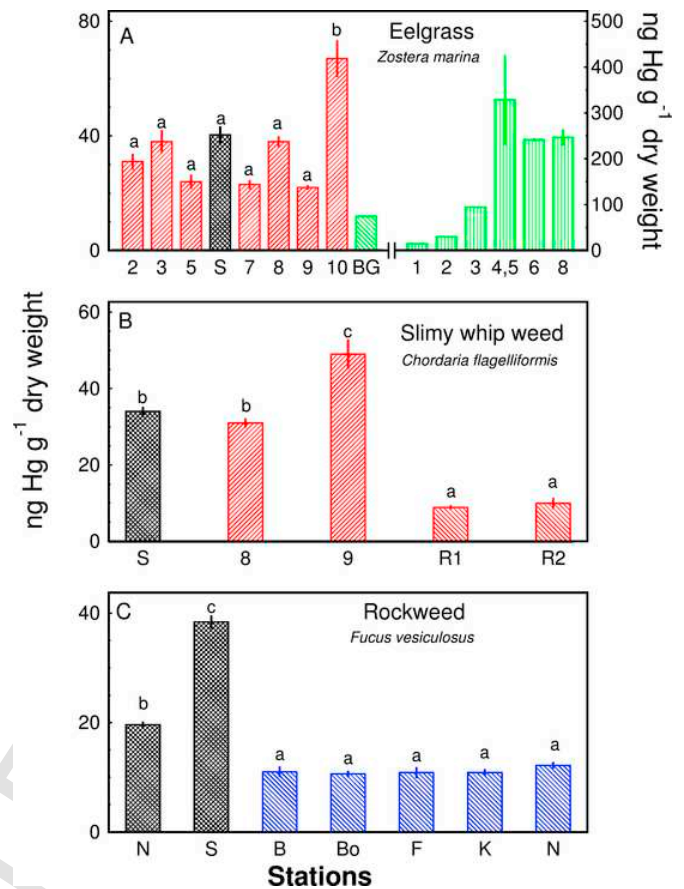 80
A
b
Eelgrass
Zostera marina
500
400
300
200
100
0
ng Hg g⁻¹ dry weight
40
0
a a a a a a a
2 3 5 S 7 8 9 10 BG 1 2 3 4,5 6 8
ng Hg g⁻¹ dry weight
60
B
c
Slimy whip weed
Chordaria flagelliformis
40
20
0
b b a a
S 8 9 R1 R2
40
C
c
Rockweed
Fucus vesiculosus
20
0
b a a a a a
N S B Bo F K N
Stations